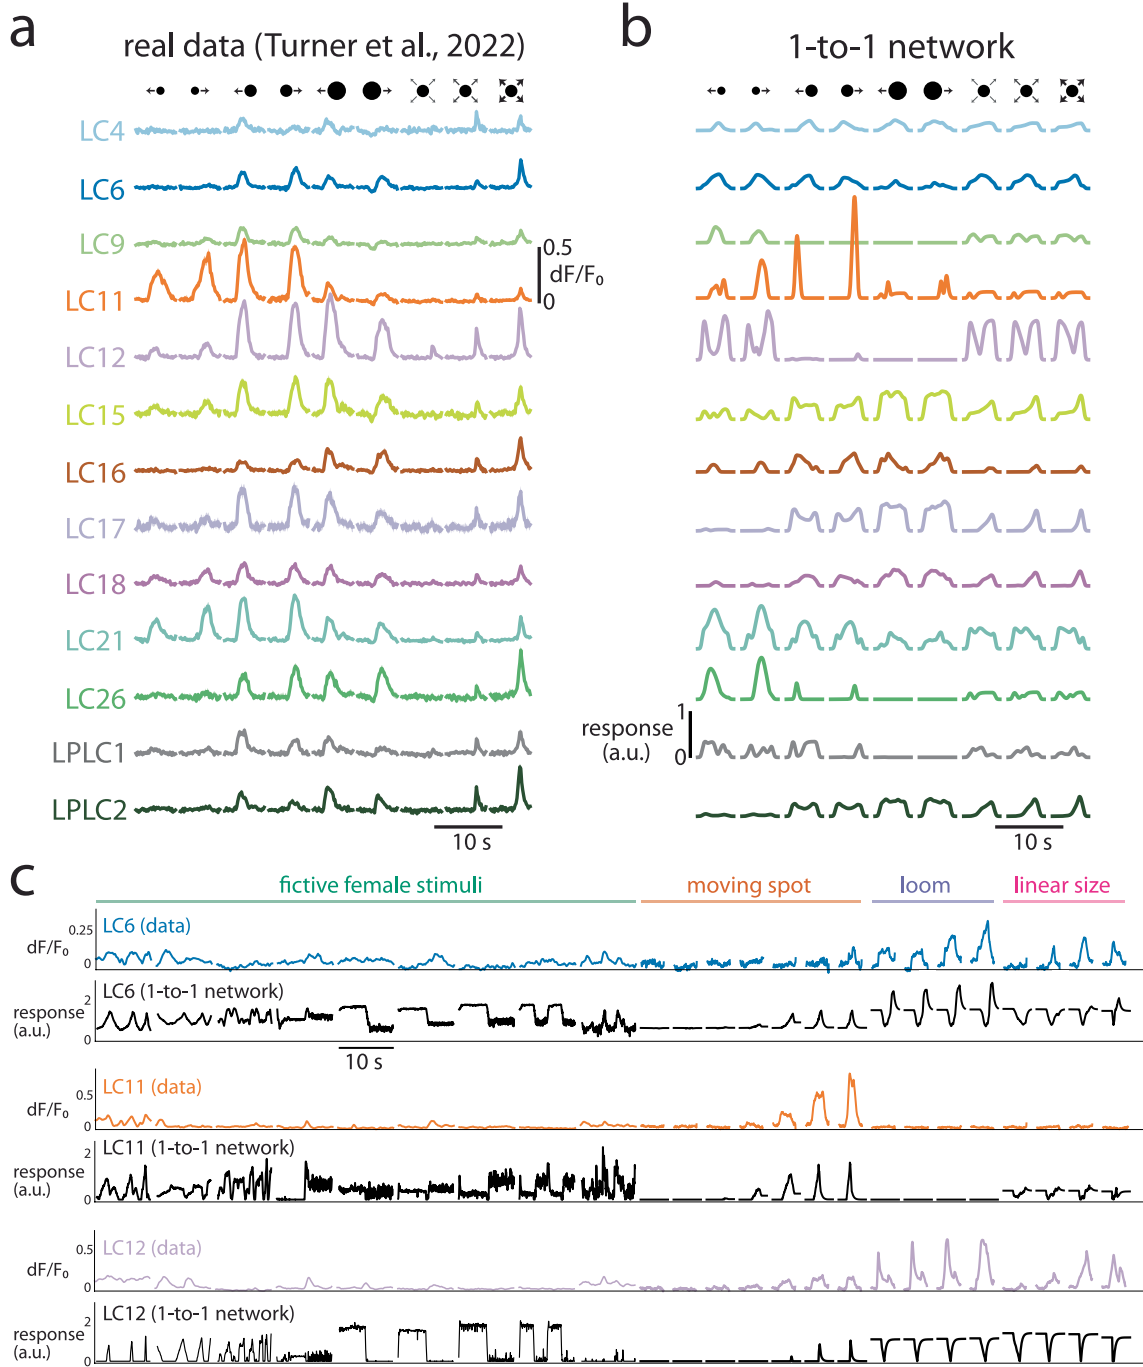 a
real data (Turner et al., 2022)
LC4
LC6
LC9
LC11
LC12
LC15
LC16
LC17
LC18
LC21
LC26
LPLC1
LPLC2
0.5
dF/F₀
0
10 s
b
1-to-1 network
1
response
(a.u.)
0
10 s
c
fictive female stimuli
moving spot
loom
linear size
LC6 (data)
0.25
dF/F₀
0
LC6 (1-to-1 network)
2
response
(a.u.)
0
10 s
LC11 (data)
0.5
dF/F₀
0
LC11 (1-to-1 network)
2
response
(a.u.)
0
LC12 (data)
0.5
dF/F₀
0
LC12 (1-to-1 network)
2
response
(a.u.)
0